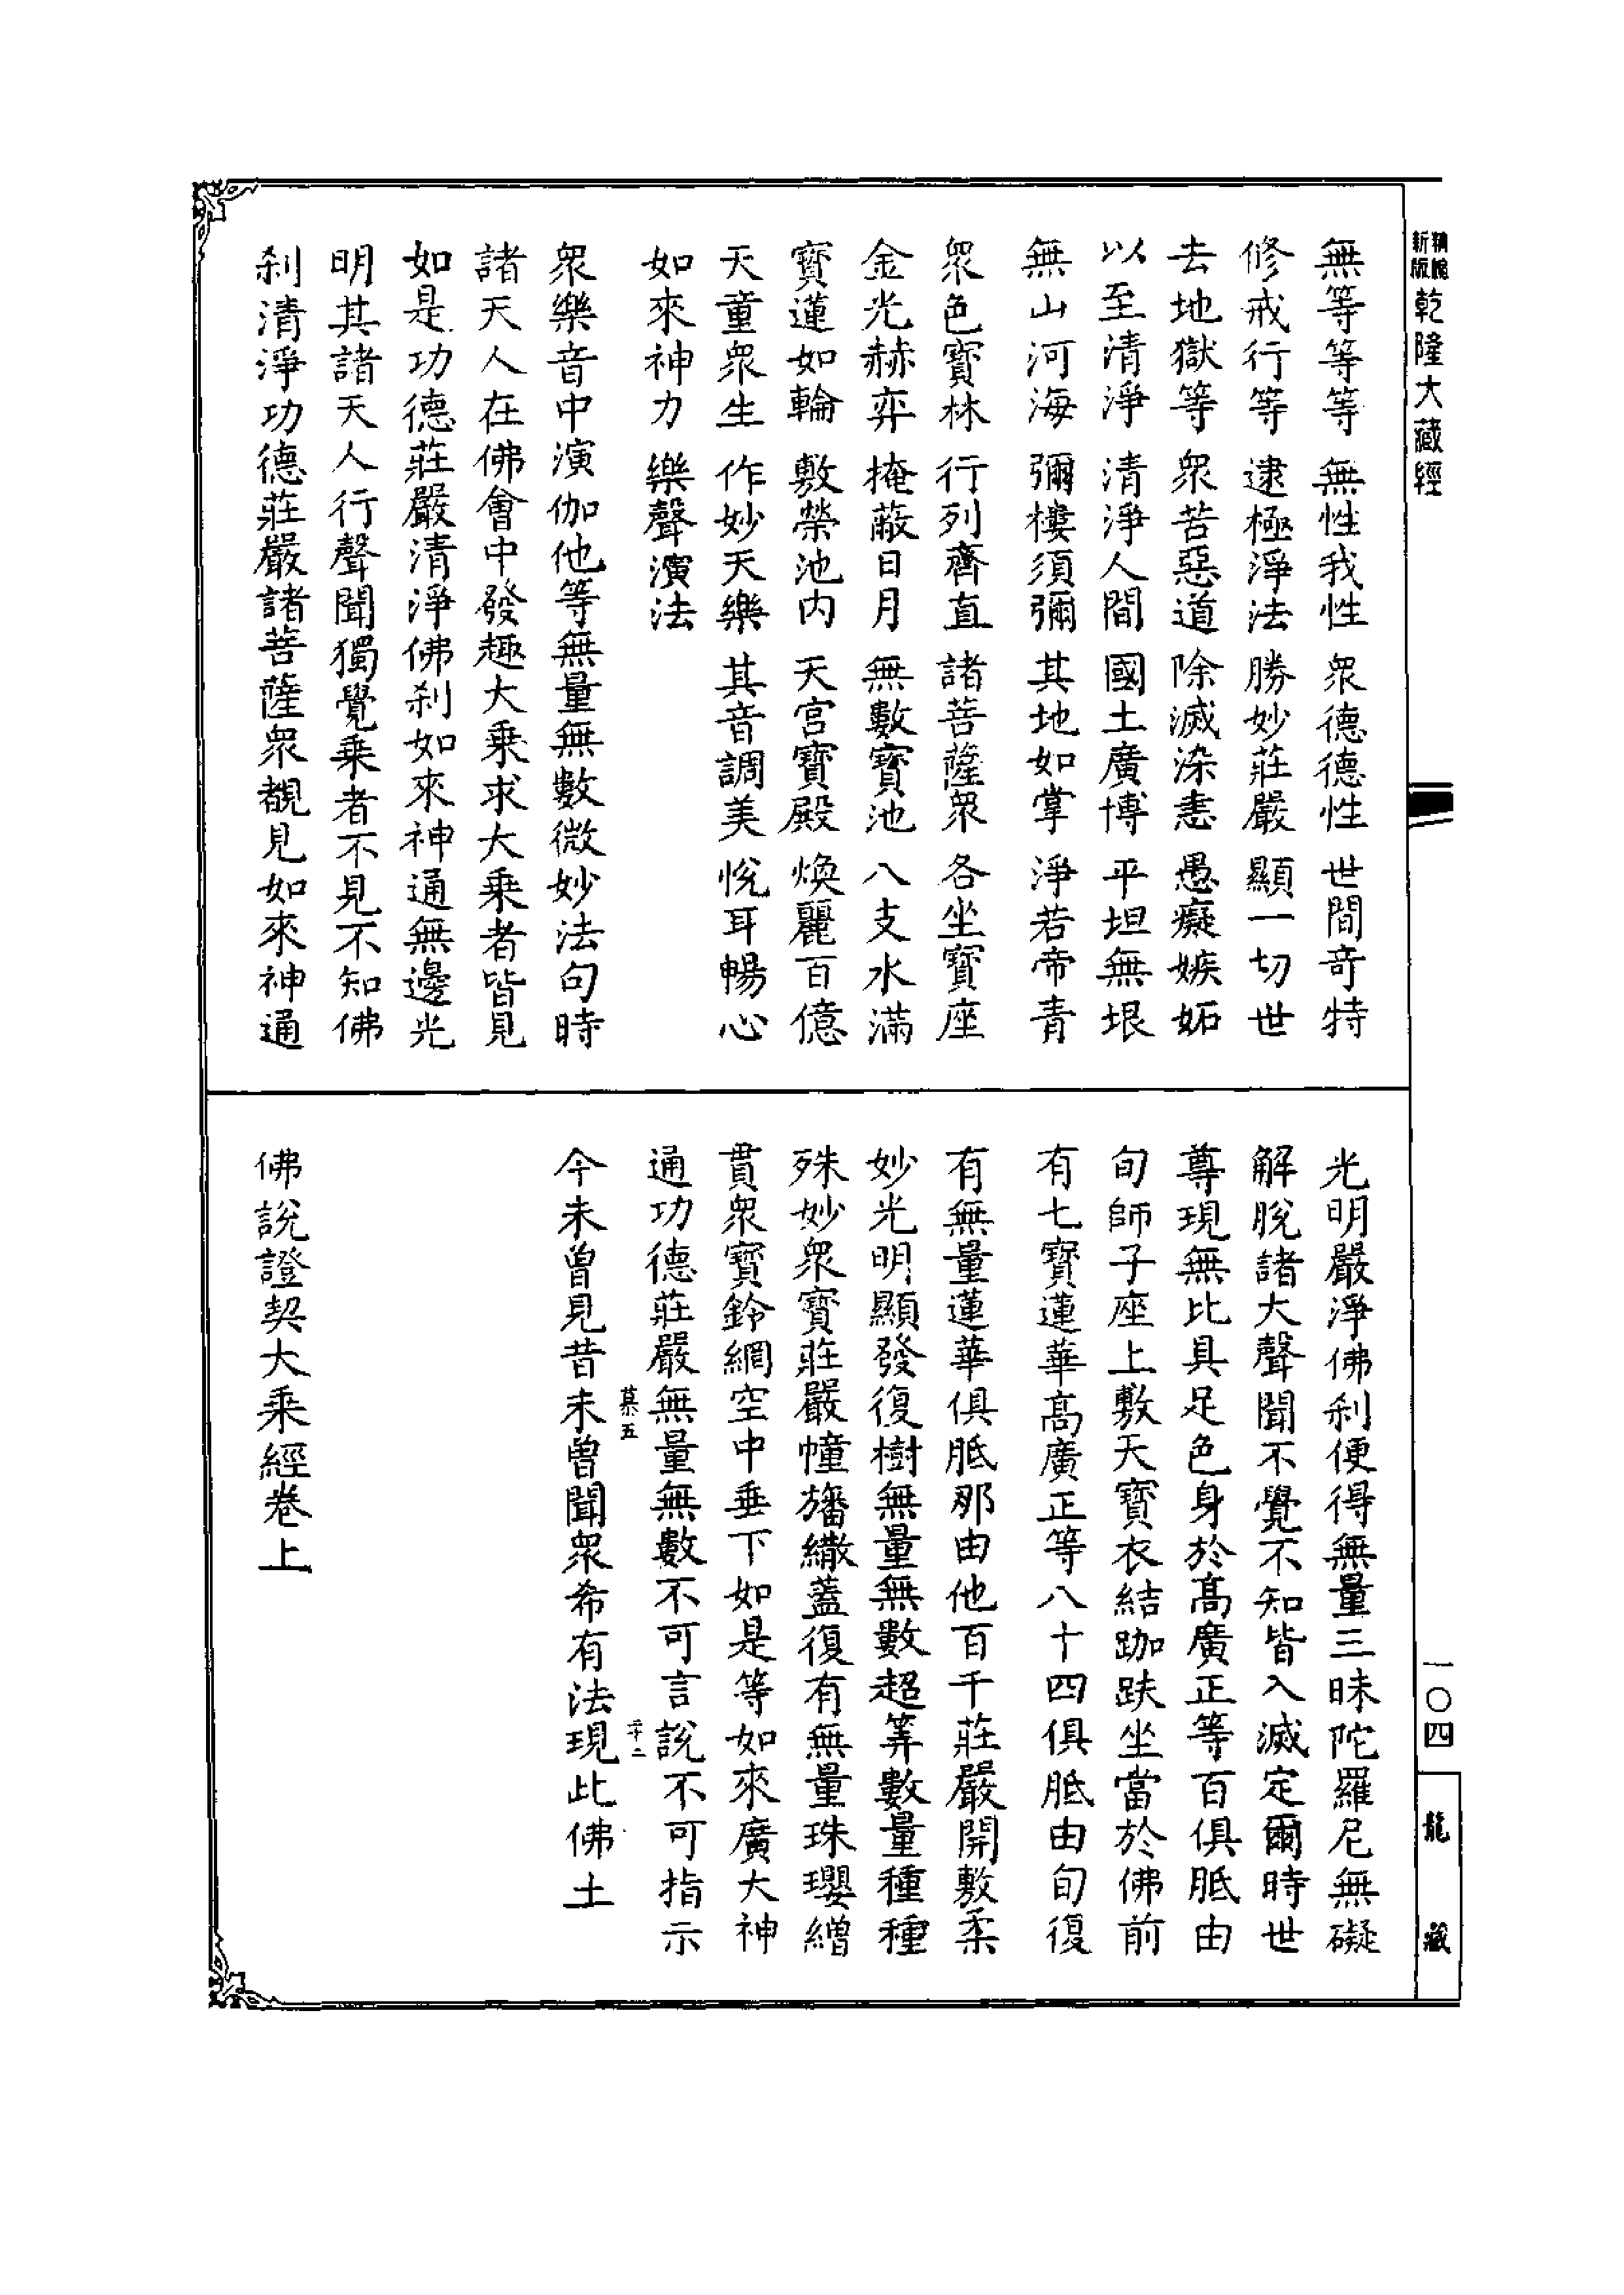 新版
乾隆大藏經
無等等等 無性我性 衆德德性 世間奇特
修戒行等 逮極淨法 勝妙莊嚴 顯一切世
去地獄等 衆苦惡道 除滅染恚 愚癡嫉妬
以至清淨 清淨人間 國土廣博 平坦無垠
無山河海 彌樓須彌 其地如掌 淨若帝青
衆色寶林 行列齊直 諸菩薩衆 各坐寶座
金光赫弈 掩蔽日月 無數寶池 八支水滿
寶蓮如輪 敷榮池内 天宮寶殿 煥麗百億
天童衆生 作妙天樂 其音調美 悅耳暢心
如來神力 樂聲演法
衆樂音中演伽他等無量無數微妙法句時
諸天人在佛會中發趣大乗求大乗者皆見
如是功德莊嚴清淨佛刹如來神通無邊光
明其諸天人行聲聞獨覺乗者不見不知佛
刹清淨功德莊嚴諸菩薩衆覩見如來神通
光明嚴淨佛刹便得無量三昧陀羅尼無礙
解脫諸大聲聞不覺不知皆入滅定爾時世
尊現無比具足色身於髙廣正等百俱胝由
旬師子座上敷天寶衣結跏趺坐當於佛前
有七寶蓮華髙廣正等八十四俱胝由旬復
有無量蓮華俱胝那由他百千莊嚴開敷柔
妙光明顯發復樹無量無數超筭數量種種
殊妙衆寶莊嚴幢旛繖蓋復有無量珠瓔繒
貫衆寶鈴網空中垂下如是等如來廣大神
通功德莊嚴無量無數不可言說不可指示
慕五
二十二
今未曾見昔未曾聞衆希有法現此佛土
佛說證契大乗經卷上
一〇四
龍藏